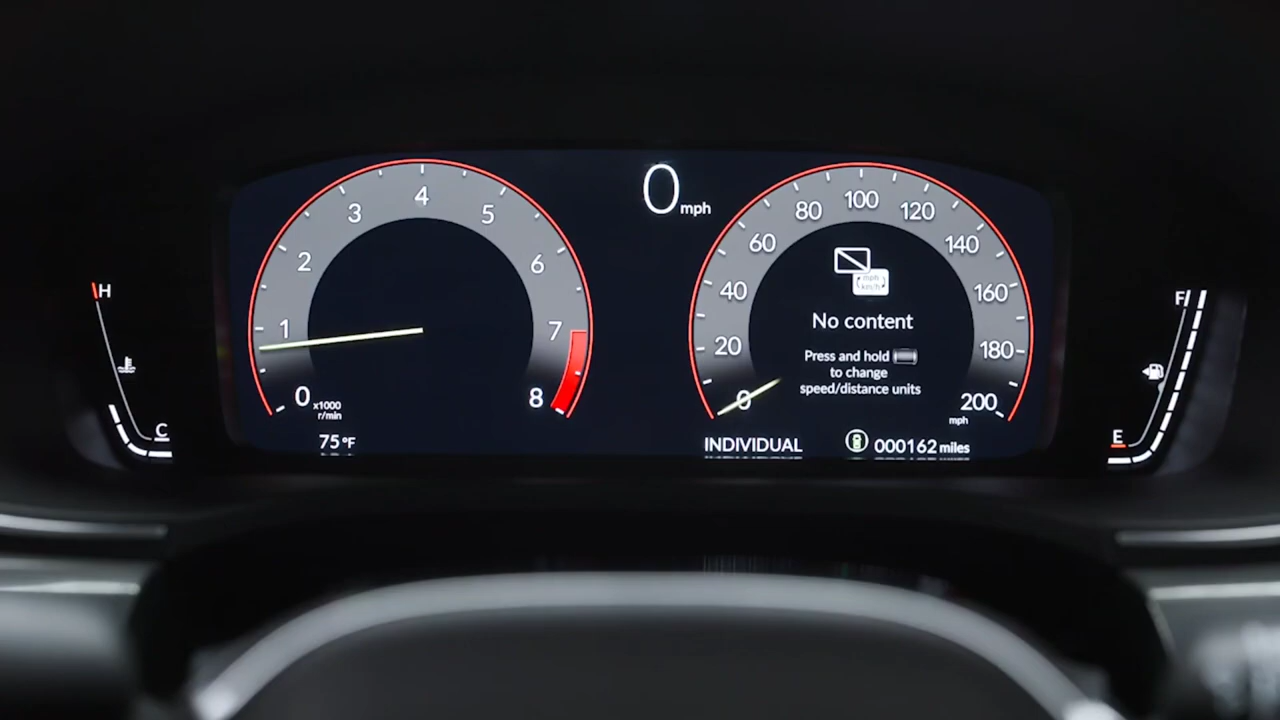 0 mph
4
3
5
2
6
1
7
0
8
x1000
r/min
75 °F
100
80
120
60
140
40
160
20
180
0
200
mph
mph
km/h
No content
Press and hold
to change
speed/distance units
INDIVIDUAL
000162 miles
H
C
F
E